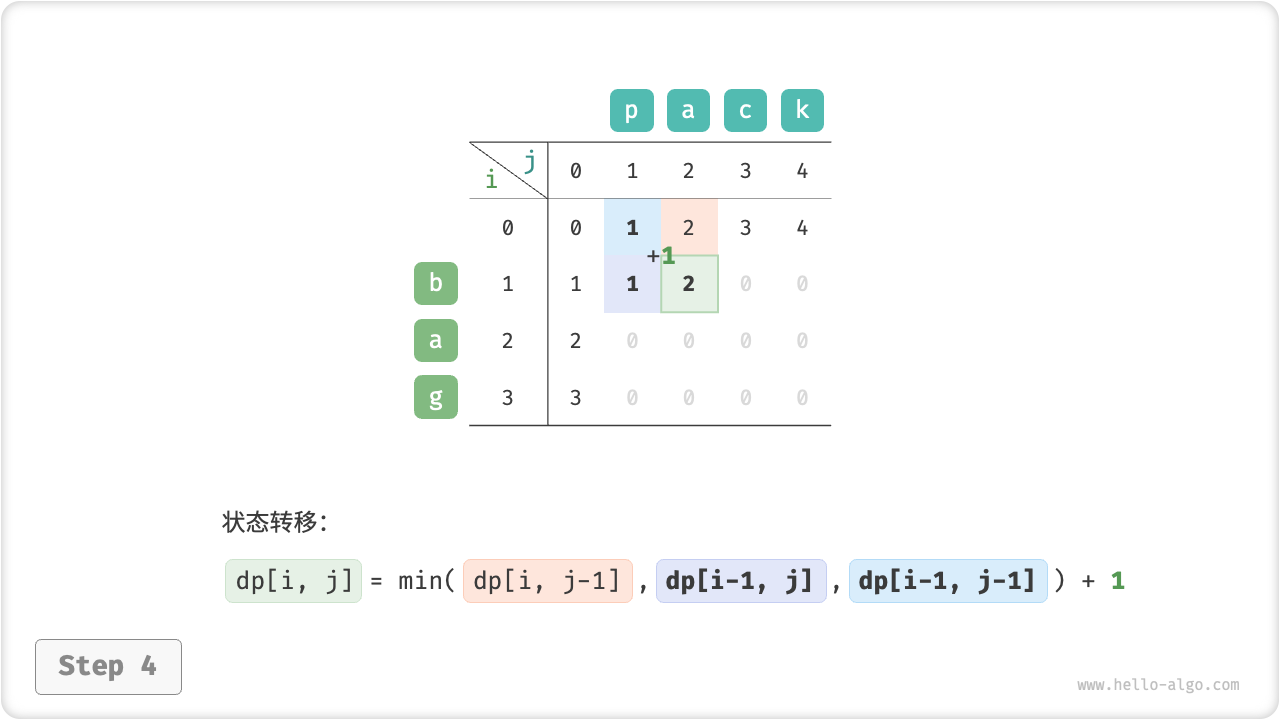 p a c k
j
i
0 1 2 3 4
0 0 1 2 3 4
+1
b 1 1 1 2 0 0
a 2 2 0 0 0 0
g 3 3 0 0 0 0
状态转移：
dp[i, j] = min( dp[i, j-1] , dp[i-1, j] , dp[i-1, j-1] ) + 1
Step 4
www.hello-algo.com